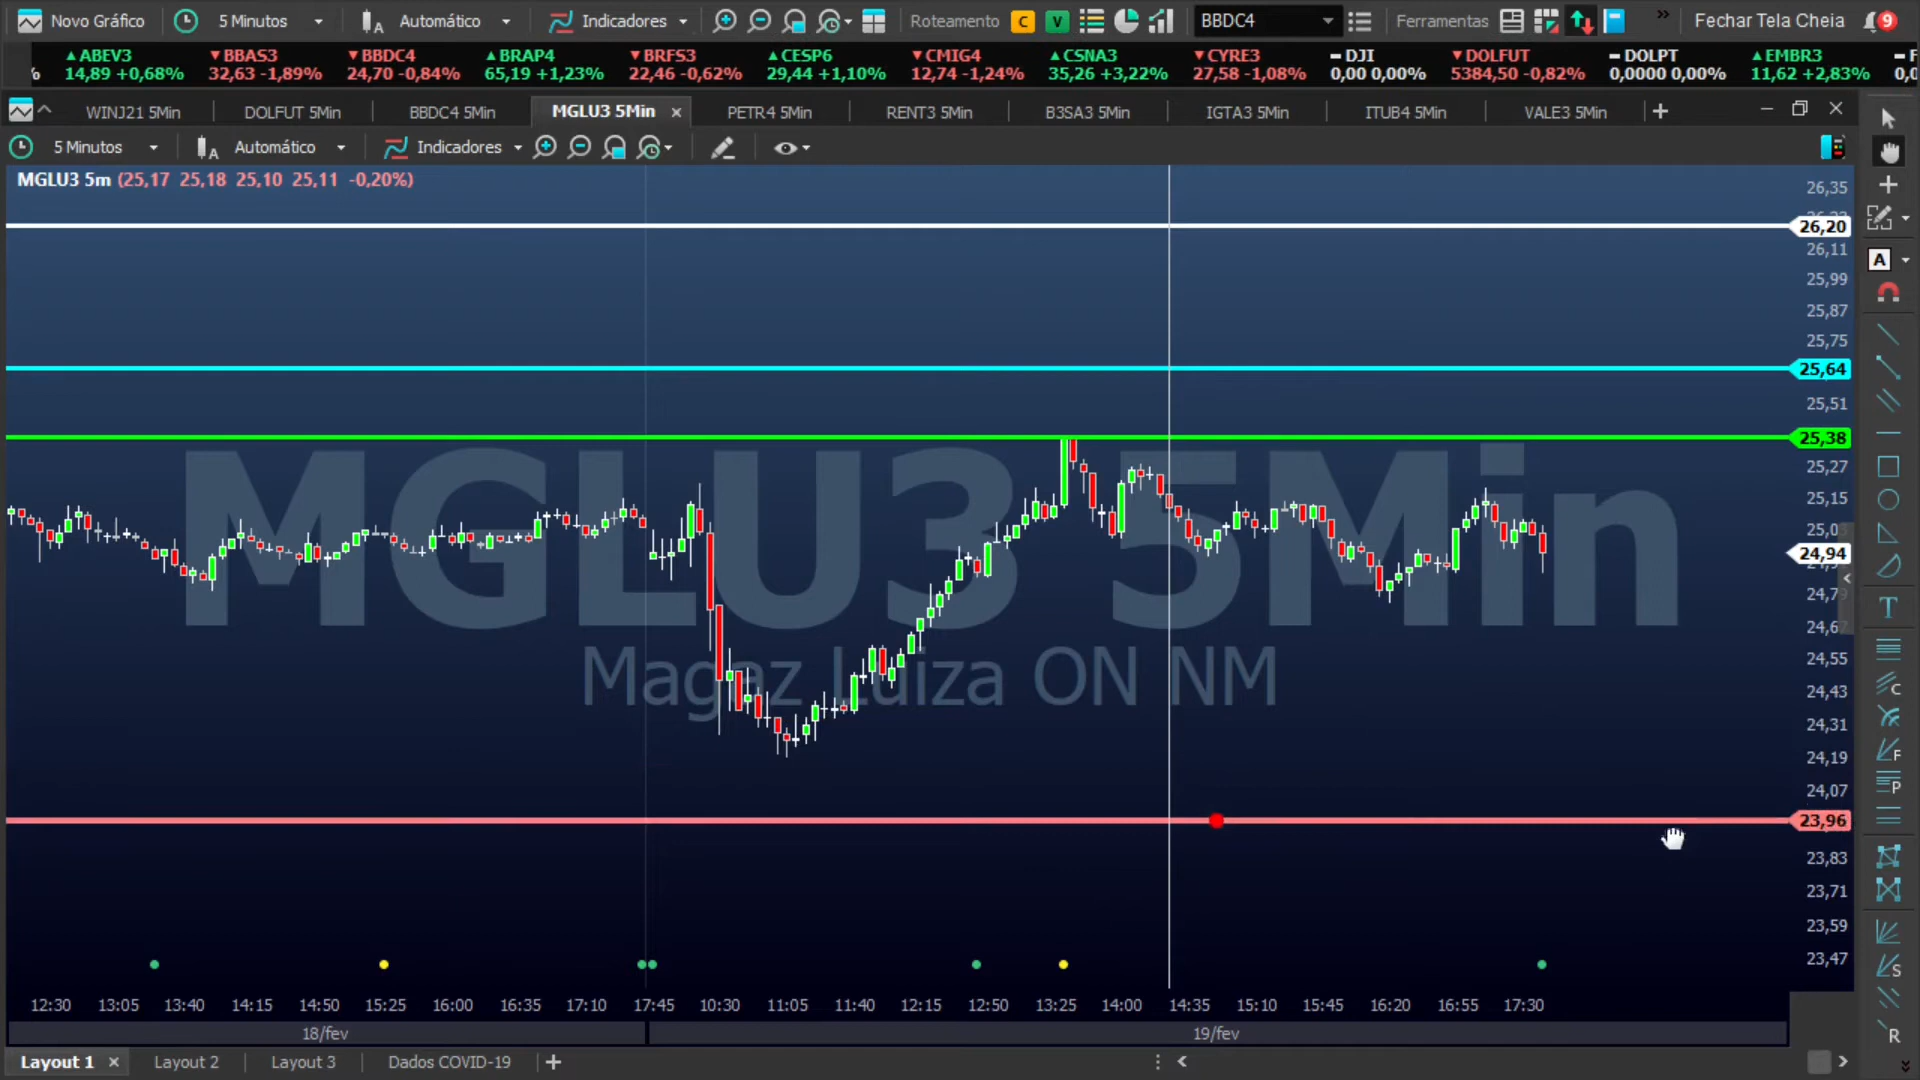 Novo Gráfico 5 Minutos Automático Indicadores Roteamento C V BBDC4 Ferramentas Fechar Tela Cheia 9
ABEV3 BBAS3 BBDC4 BRAP4 BRFS3 CESP6 CMIG4 CSNA3 CYRE3 DJI DOLFUT DOLPT EMBR3
% 14,89 +0,68% 32,63 -1,89% 24,70 -0,84% 65,19 +1,23% 22,46 -0,62% 29,44 +1,10% 12,74 -1,24% 35,26 +3,22% 27,58 -1,08% 0,00 0,00% 5384,50 -0,82% 0,0000 0,00% 11,62 +2,83%
WINJ21 5Min DOLFUT 5Min BBDC4 5Min MGLU3 5Min PETR4 5Min RENT3 5Min B3SA3 5Min IGTA3 5Min ITUB4 5Min VALE3 5Min
5 Minutos Automático Indicadores
MGLU3 5m (25,17 25,18 25,10 25,11 -0,20%)
26,35
26,20
26,11
25,99
25,87
25,75
25,64
25,51
25,38
25,27
25,15
24,94
24,55
24,43
24,31
24,19
24,07
23,96
23,83
23,71
23,59
23,47
MGLU3 5Min
Magaz Luiza ON NM
A
T
C
F
P
S
R
12:30 13:05 13:40 14:15 14:50 15:25 16:00 16:35 17:10 17:45 10:30 11:05 11:40 12:15 12:50 13:25 14:00 14:35 15:10 15:45 16:20 16:55 17:30
18/fev 19/fev
Layout 1 Layout 2 Layout 3 Dados COVID-19